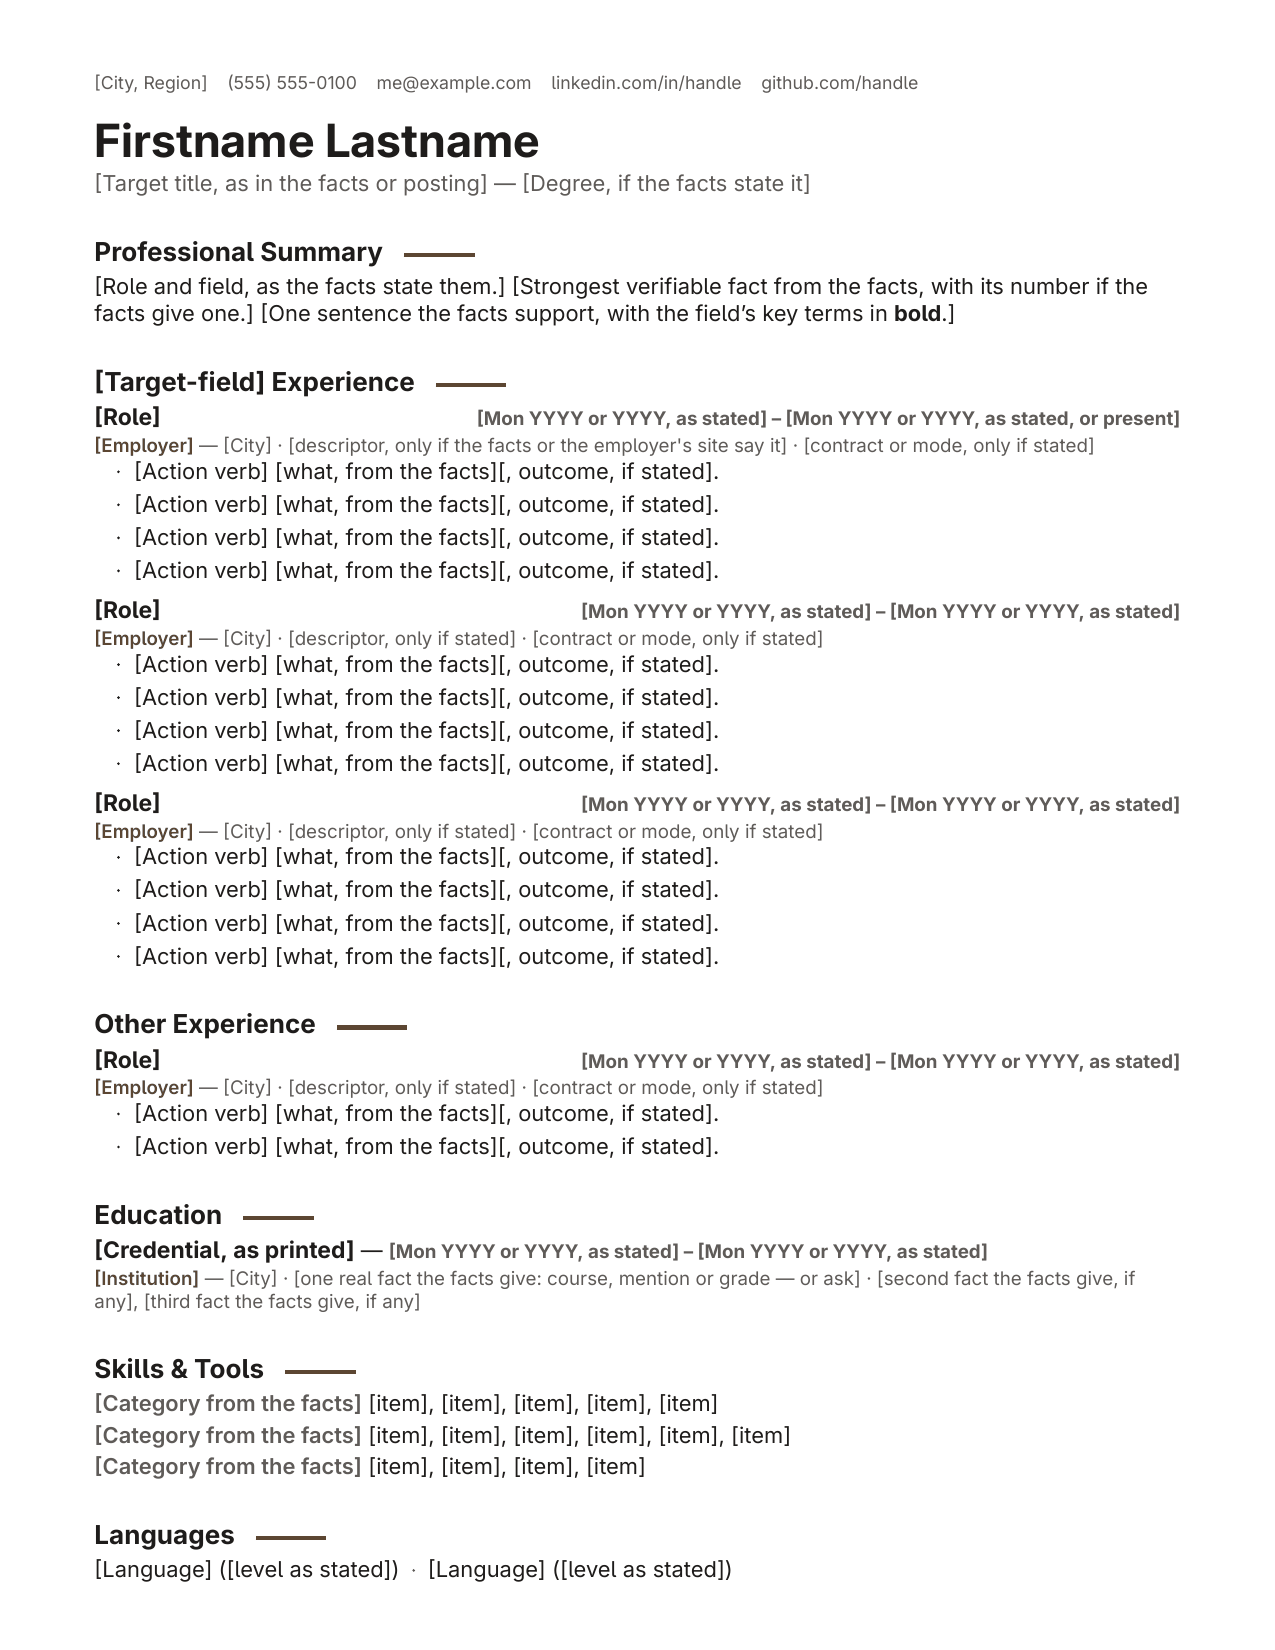 [City, Region] (555) 555-0100 me@example.com linkedin.com/in/handle github.com/handle
Firstname Lastname
[Target title, as in the facts or posting] — [Degree, if the facts state it]
Professional Summary
[Role and field, as the facts state them.] [Strongest verifiable fact from the facts, with its number if the
facts give one.] [One sentence the facts support, with the field’s key terms in bold.]
[Target-field] Experience
[Role] [Mon YYYY or YYYY, as stated] – [Mon YYYY or YYYY, as stated, or present]
[Employer] — [City] · [descriptor, only if the facts or the employer's site say it] · [contract or mode, only if stated]
· [Action verb] [what, from the facts][, outcome, if stated].
· [Action verb] [what, from the facts][, outcome, if stated].
· [Action verb] [what, from the facts][, outcome, if stated].
· [Action verb] [what, from the facts][, outcome, if stated].
[Role] [Mon YYYY or YYYY, as stated] – [Mon YYYY or YYYY, as stated]
[Employer] — [City] · [descriptor, only if stated] · [contract or mode, only if stated]
· [Action verb] [what, from the facts][, outcome, if stated].
· [Action verb] [what, from the facts][, outcome, if stated].
· [Action verb] [what, from the facts][, outcome, if stated].
· [Action verb] [what, from the facts][, outcome, if stated].
[Role] [Mon YYYY or YYYY, as stated] – [Mon YYYY or YYYY, as stated]
[Employer] — [City] · [descriptor, only if stated] · [contract or mode, only if stated]
· [Action verb] [what, from the facts][, outcome, if stated].
· [Action verb] [what, from the facts][, outcome, if stated].
· [Action verb] [what, from the facts][, outcome, if stated].
· [Action verb] [what, from the facts][, outcome, if stated].
Other Experience
[Role] [Mon YYYY or YYYY, as stated] – [Mon YYYY or YYYY, as stated]
[Employer] — [City] · [descriptor, only if stated] · [contract or mode, only if stated]
· [Action verb] [what, from the facts][, outcome, if stated].
· [Action verb] [what, from the facts][, outcome, if stated].
Education
[Credential, as printed] — [Mon YYYY or YYYY, as stated] – [Mon YYYY or YYYY, as stated]
[Institution] — [City] · [one real fact the facts give: course, mention or grade — or ask] · [second fact the facts give, if
any], [third fact the facts give, if any]
Skills & Tools
[Category from the facts] [item], [item], [item], [item], [item]
[Category from the facts] [item], [item], [item], [item], [item], [item]
[Category from the facts] [item], [item], [item], [item]
Languages
[Language] ([level as stated]) · [Language] ([level as stated])